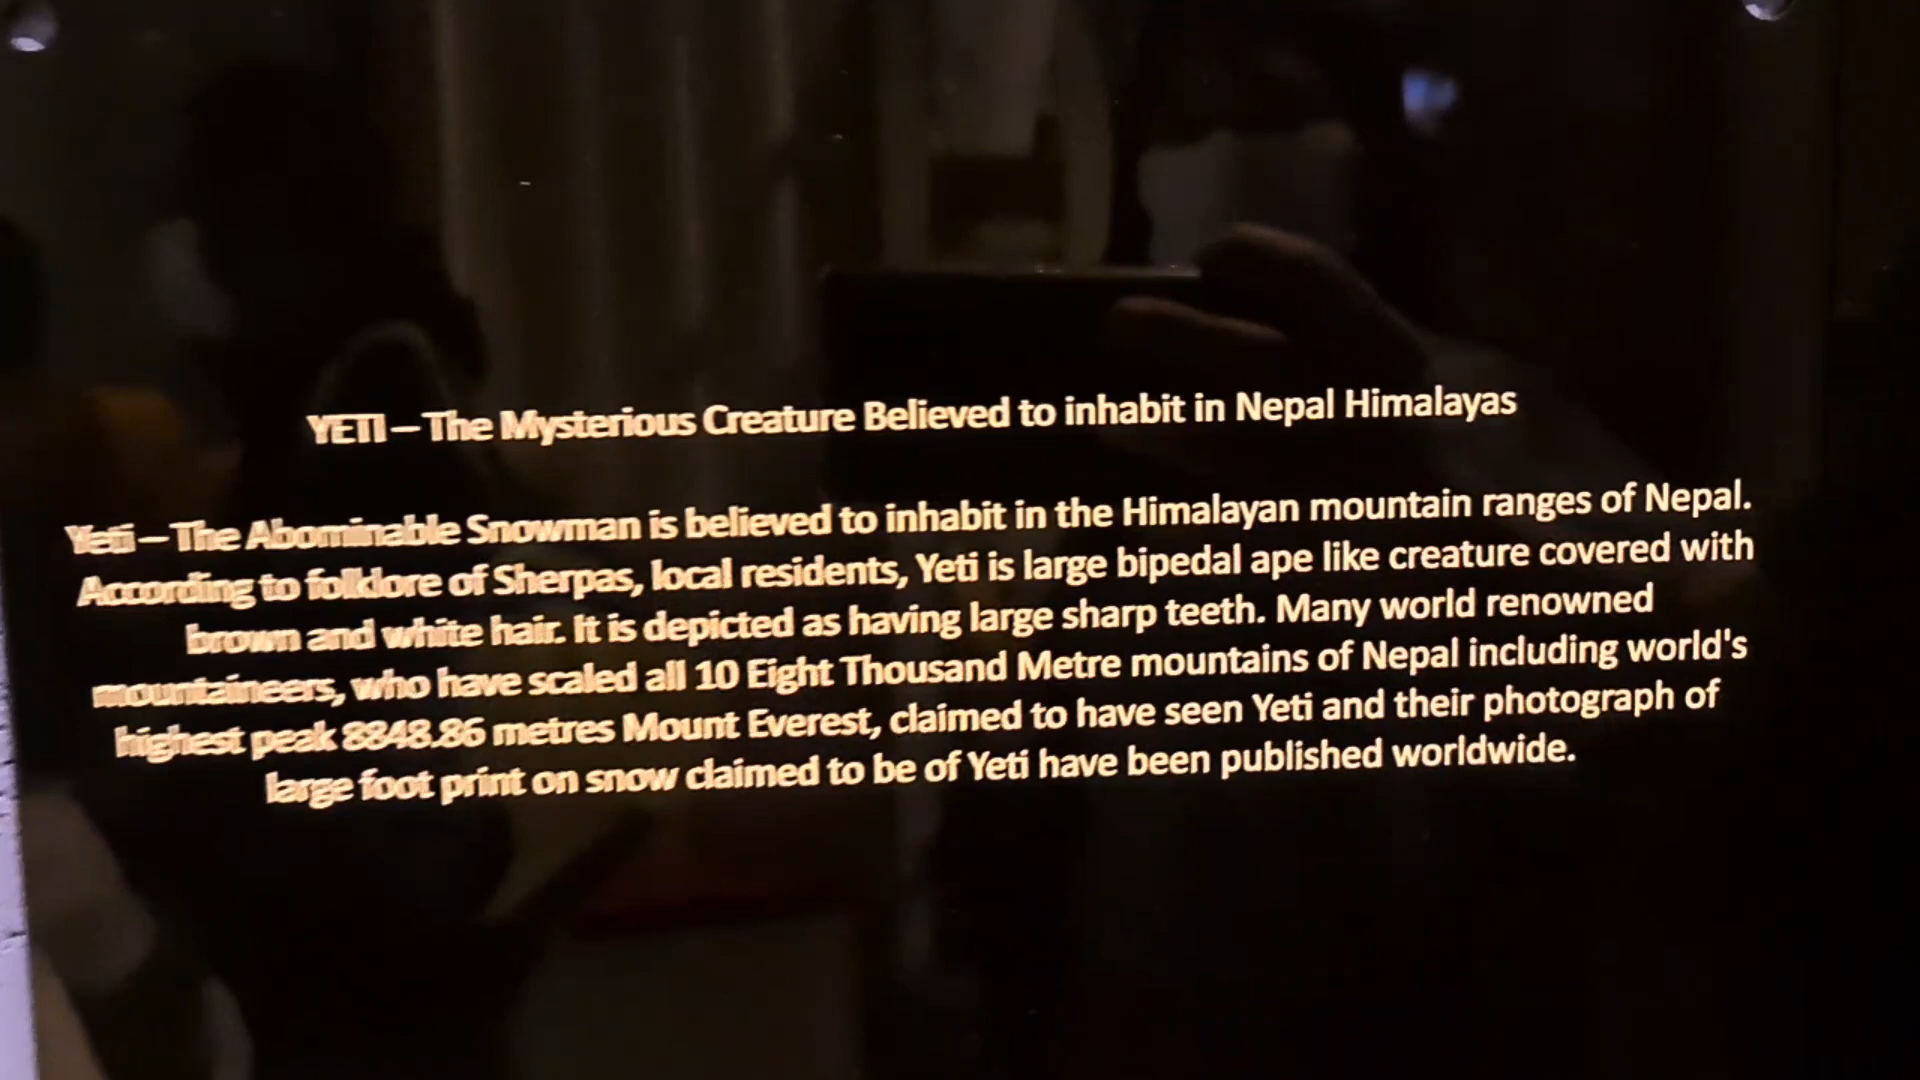 YETI – The Mysterious Creature Believed to inhabit in Nepal Himalayas
Yeti – The Abominable Snowman is believed to inhabit in the Himalayan mountain ranges of Nepal.
According to folklore of Sherpas, local residents, Yeti is large bipedal ape like creature covered with
brown and white hair. It is depicted as having large sharp teeth. Many world renowned
mountaineers, who have scaled all 10 Eight Thousand Metre mountains of Nepal including world's
highest peak 8848.86 metres Mount Everest, claimed to have seen Yeti and their photograph of
large foot print on snow claimed to be of Yeti have been published worldwide.